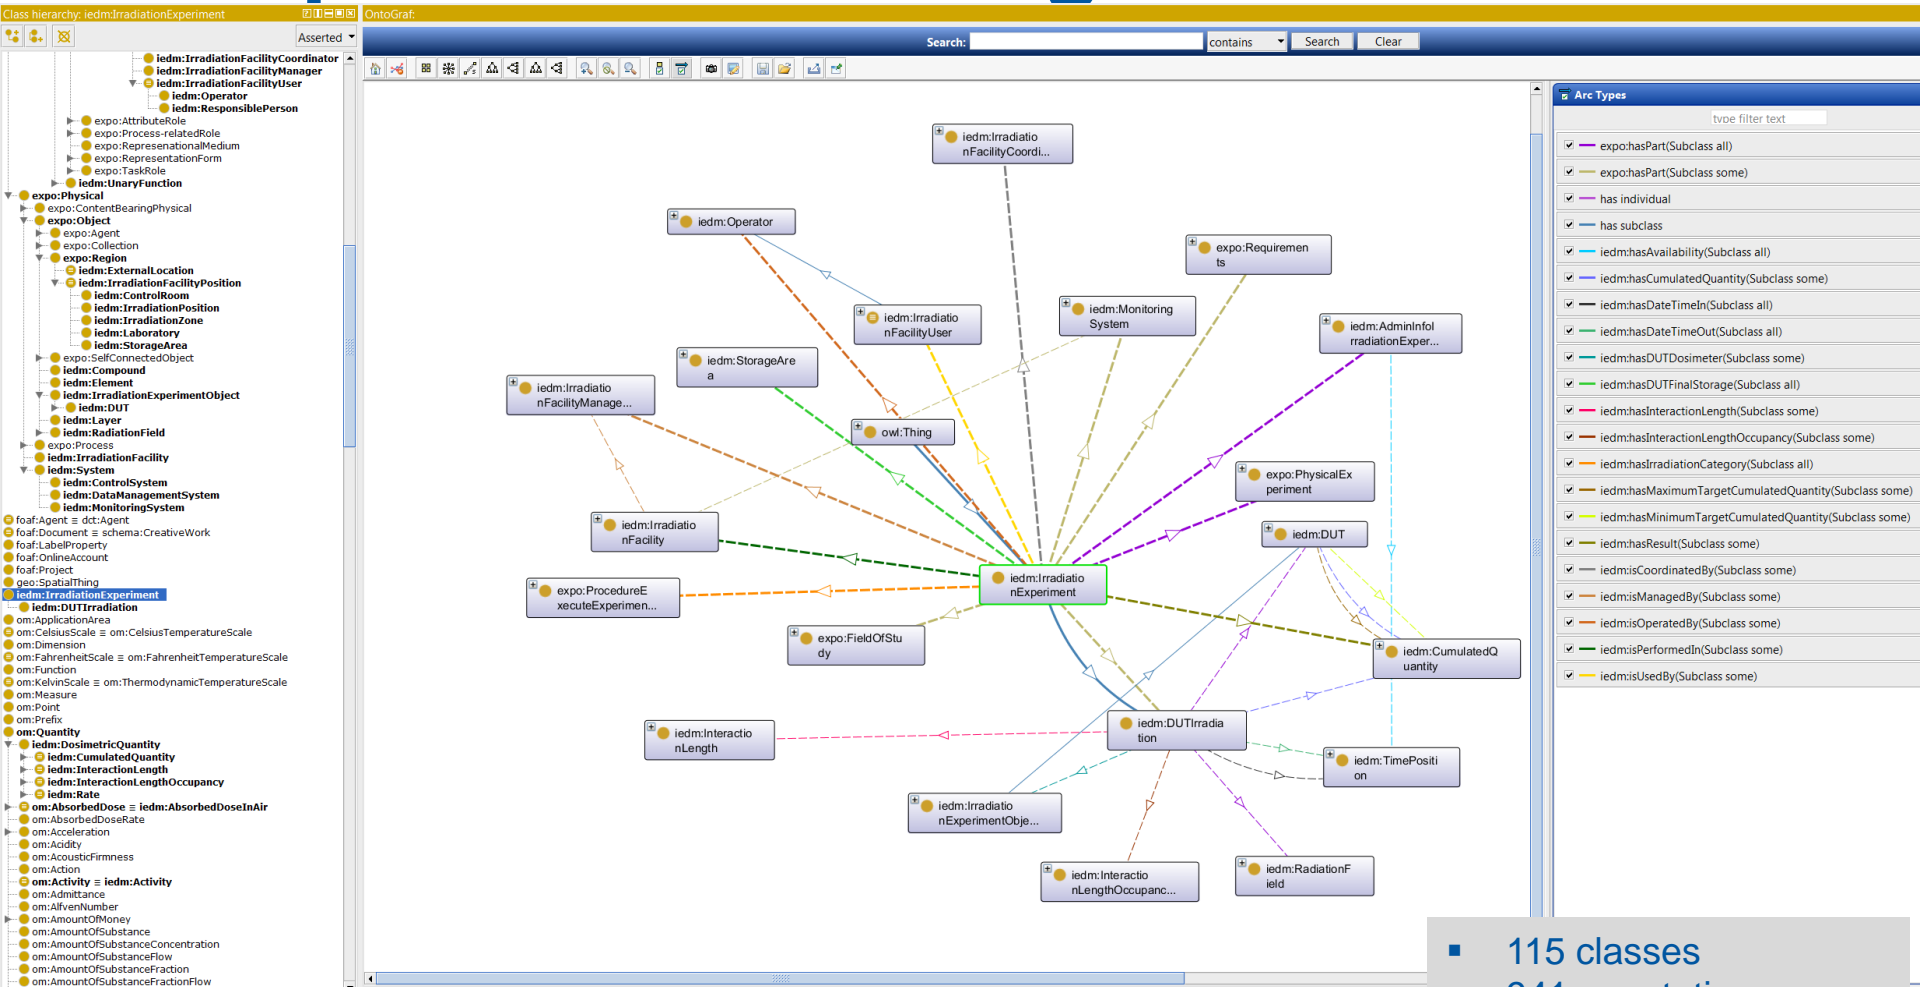 Class hierarchy: iedm:IrradiationExperiment
Asserted
iedm:IrradiationFacilityCoordinator
iedm:IrradiationFacilityManager
iedm:IrradiationFacilityUser
iedm:Operator
iedm:ResponsiblePerson
expo:AttributeRole
expo:Process-relatedRole
expo:RepresenationalMedium
expo:RepresentationForm
expo:TaskRole
iedm:UnaryFunction
expo:Physical
expo:ContentBearingPhysical
expo:Object
expo:Agent
expo:Collection
expo:Region
iedm:ExternalLocation
iedm:IrradiationFacilityPosition
iedm:ControlRoom
iedm:IrradiationPosition
iedm:IrradiationZone
iedm:Laboratory
iedm:StorageArea
expo:SelfConnectedObject
iedm:Compound
iedm:Element
iedm:IrradiationExperimentObject
iedm:DUT
iedm:Layer
iedm:RadiationField
expo:Process
iedm:IrradiationFacility
iedm:System
iedm:ControlSystem
iedm:DataManagementSystem
iedm:MonitoringSystem
foaf:Agent ≡ dct:Agent
foaf:Document ≡ schema:CreativeWork
foaf:LabelProperty
foaf:OnlineAccount
foaf:Project
geo:SpatialThing
iedm:IrradiationExperiment
iedm:DUTIrradiation
om:ApplicationArea
om:CelsiusScale ≡ om:CelsiusTemperatureScale
om:Dimension
om:FahrenheitScale ≡ om:FahrenheitTemperatureScale
om:Function
om:KelvinScale ≡ om:ThermodynamicTemperatureScale
om:Measure
om:Point
om:Prefix
om:Quantity
iedm:DosimetricQuantity
iedm:CumulatedQuantity
iedm:InteractionLength
iedm:InteractionLengthOccupancy
iedm:Rate
om:AbsorbedDose ≡ iedm:AbsorbedDoseInAir
om:AbsorbedDoseRate
om:Acceleration
om:Acidity
om:AcousticFirmness
om:Action
om:Activity ≡ iedm:Activity
om:Admittance
om:AlfvenNumber
om:AmountOfMoney
om:AmountOfSubstance
om:AmountOfSubstanceConcentration
om:AmountOfSubstanceFlow
om:AmountOfSubstanceFraction
om:AmountOfSubstanceFractionFlow
OntoGraf:
Search: contains Search Clear
iedm:Irradiatio
nFacilityCoordi...
iedm:Operator
expo:Requiremen
ts
iedm:Irradiatio
nFacilityUser
iedm:Monitoring
System
iedm:AdminInfoI
rradiationExper...
iedm:StorageAre
a
iedm:Irradiatio
nFacilityManage...
owl:Thing
expo:PhysicalEx
periment
iedm:Irradiatio
nFacility
iedm:DUT
iedm:Irradiatio
nExperiment
expo:ProcedureE
xecuteExperimen...
expo:FieldOfStu
dy
iedm:CumulatedQ
uantity
iedm:Interactio
nLength
iedm:DUTIrradia
tion
iedm:TimePositi
on
iedm:Irradiatio
nExperimentObje...
iedm:Interactio
nLengthOccupanc...
iedm:RadiationF
ield
Arc Types
type filter text
expo:hasPart(Subclass all)
expo:hasPart(Subclass some)
has individual
has subclass
iedm:hasAvailability(Subclass all)
iedm:hasCumulatedQuantity(Subclass some)
iedm:hasDateTimeIn(Subclass all)
iedm:hasDateTimeOut(Subclass all)
iedm:hasDUTDosimeter(Subclass some)
iedm:hasDUTFinalStorage(Subclass all)
iedm:hasInteractionLength(Subclass some)
iedm:hasInteractionLengthOccupancy(Subclass some)
iedm:hasIrradiationCategory(Subclass all)
iedm:hasMaximumTargetCumulatedQuantity(Subclass some)
iedm:hasMinimumTargetCumulatedQuantity(Subclass some)
iedm:hasResult(Subclass some)
iedm:isCoordinatedBy(Subclass some)
iedm:isManagedBy(Subclass some)
iedm:isOperatedBy(Subclass some)
iedm:isPerformedIn(Subclass some)
iedm:isUsedBy(Subclass some)
▪ 115 classes